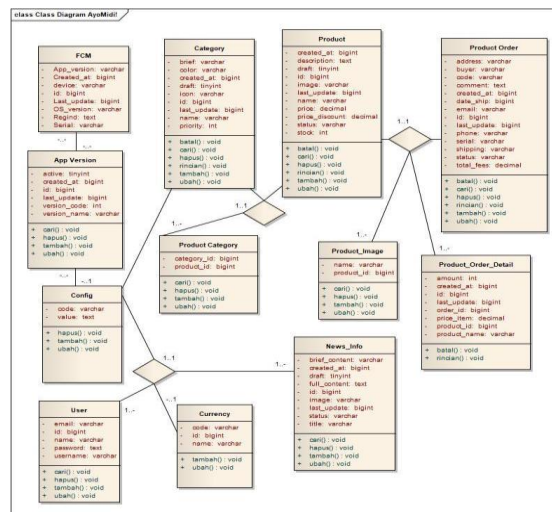 class Class Diagram AyoMidi!
FCM
- App_version: varchar
- Created_at: bigint
- device: varchar
- id: bigint
- Last_update: bigint
- OS_version: varchar
- Regind: text
- Serial: varchar
App Version
- active: tinyint
- created_at: bigint
- id: bigint
- last_update: bigint
- version_code: int
- version_name: varchar
+ cari() : void
+ hapus() : void
+ tambah() : void
+ ubah() : void
Config
- code: varchar
- value: text
+ hapus() : void
+ tambah() : void
+ ubah() : void
Category
- brief: varchar
- color: varchar
- created_at: bigint
- draft: tinyint
- icon: varchar
- id: bigint
- last_update: bigint
- name: varchar
- priority: int
+ batal() : void
+ cari() : void
+ hapus() : void
+ rincian() : void
+ tambah() : void
+ ubah() : void
Product
- created_at: bigint
- description: text
- draft: tinyint
- id: bigint
- image: varchar
- last_update: bigint
- name: varchar
- price: decimal
- price_discount: decimal
- status: varchar
- stock: int
+ batal() : void
+ cari() : void
+ hapus() : void
+ rincian() : void
+ tambah() : void
+ ubah() : void
Product Order
- address: varchar
- buyer: varchar
- code: varchar
- comment: text
- created_at: bigint
- date_ship: bigint
- email: varchar
- id: bigint
- last_update: bigint
- phone: varchar
- serial: varchar
- shipping: varchar
- status: varchar
- total_fees: decimal
+ batal() : void
+ cari() : void
+ hapus() : void
+ rincian() : void
+ tambah() : void
+ ubah() : void
1..1
1..1
Product Category
- category_id: bigint
- product_id: bigint
+ cari() : void
+ hapus() : void
+ tambah() : void
+ ubah() : void
Product_Image
- name: varchar
- product_id: bigint
+ cari() : void
+ hapus() : void
+ tambah() : void
+ ubah() : void
Product_Order_Detail
- amount: int
- created_at: bigint
- id: bigint
- last_update: bigint
- order_id: bigint
- price_item: decimal
- product_id: bigint
- product_name: varchar
+ batal() : void
+ rincian() : void
1..1
User
- email: varchar
- id: bigint
- name: varchar
- password: text
- username: varchar
+ cari() : void
+ hapus() : void
+ tambah() : void
+ ubah() : void
Currency
- code: varchar
- id: bigint
- name: varchar
+ tambah() : void
+ ubah() : void
News_Info
- brief_content: varchar
- created_at: bigint
- draft: tinyint
- full_content: text
- id: bigint
- image: varchar
- last_update: bigint
- status: varchar
- title: varchar
+ cari() : void
+ hapus() : void
+ tambah() : void
+ ubah() : void